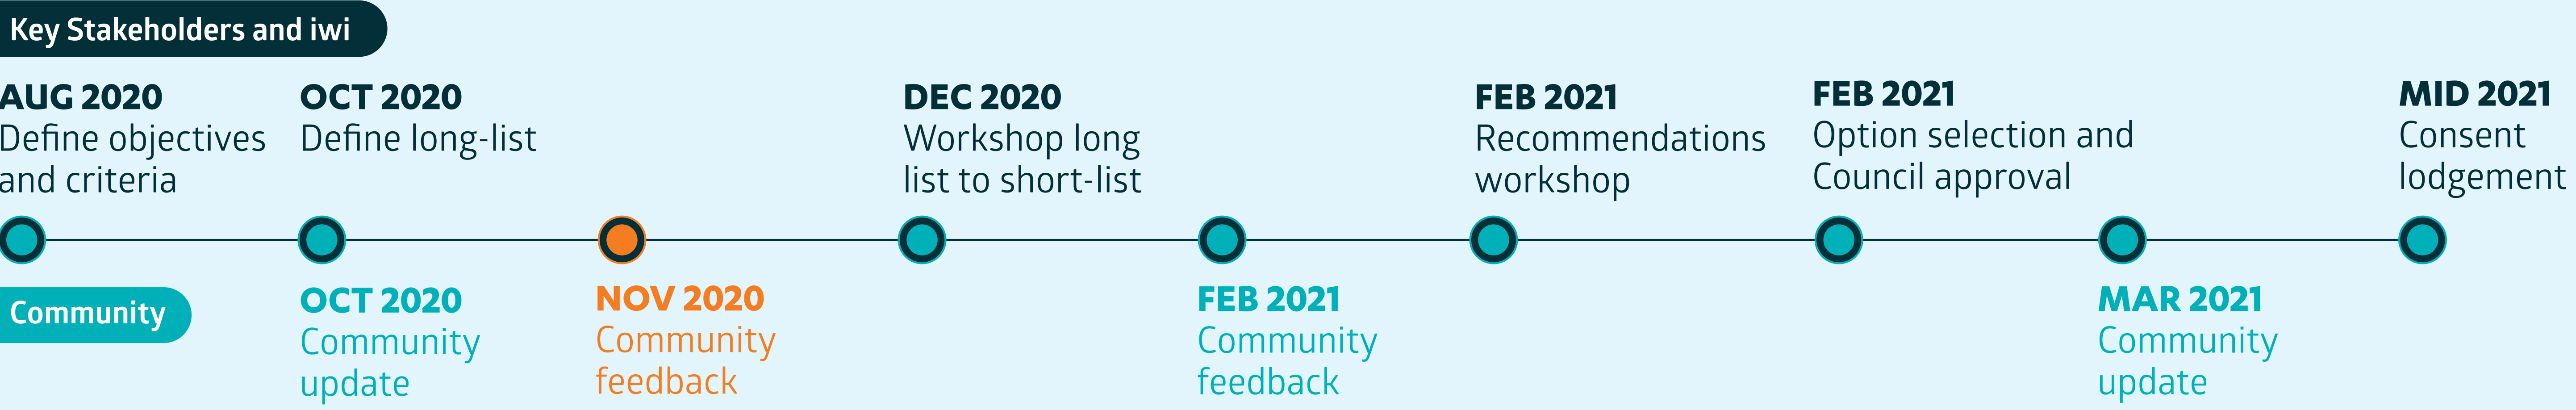 Key Stakeholders and iwi
AUG 2020
Define objectives
and criteria
OCT 2020
Define long-list
DEC 2020
Workshop long
list to short-list
FEB 2021
Recommendations
workshop
FEB 2021
Option selection and
Council approval
MID 2021
Consent
lodgement
Community
OCT 2020
Community
update
NOV 2020
Community
feedback
FEB 2021
Community
feedback
MAR 2021
Community
update